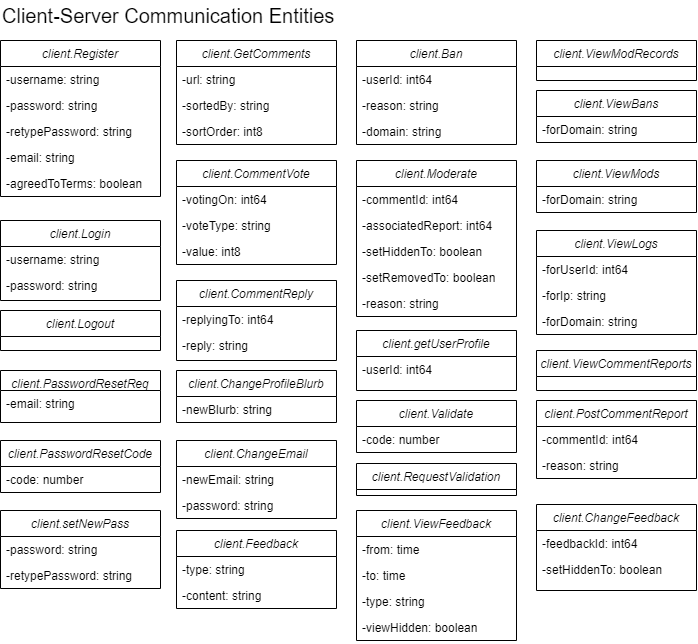 Client-Server Communication Entities
client.Register
-username: string
-password: string
-retypePassword: string
-email: string
-agreedToTerms: boolean
client.Login
-username: string
-password: string
client.Logout
client.PasswordResetReq
-email: string
client.PasswordResetCode
-code: number
client.setNewPass
-password: string
-retypePassword: string
client.GetComments
-url: string
-sortedBy: string
-sortOrder: int8
client.CommentVote
-votingOn: int64
-voteType: string
-value: int8
client.CommentReply
-replyingTo: int64
-reply: string
client.ChangeProfileBlurb
-newBlurb: string
client.ChangeEmail
-newEmail: string
-password: string
client.Feedback
-type: string
-content: string
client.Ban
-userId: int64
-reason: string
-domain: string
client.Moderate
-commentId: int64
-associatedReport: int64
-setHiddenTo: boolean
-setRemovedTo: boolean
-reason: string
client.getUserProfile
-userId: int64
client.Validate
-code: number
client.RequestValidation
client.ViewFeedback
-from: time
-to: time
-type: string
-viewHidden: boolean
client.ViewModRecords
client.ViewBans
-forDomain: string
client.ViewMods
-forDomain: string
client.ViewLogs
-forUserId: int64
-forIp: string
-forDomain: string
client.ViewCommentReports
client.PostCommentReport
-commentId: int64
-reason: string
client.ChangeFeedback
-feedbackId: int64
-setHiddenTo: boolean